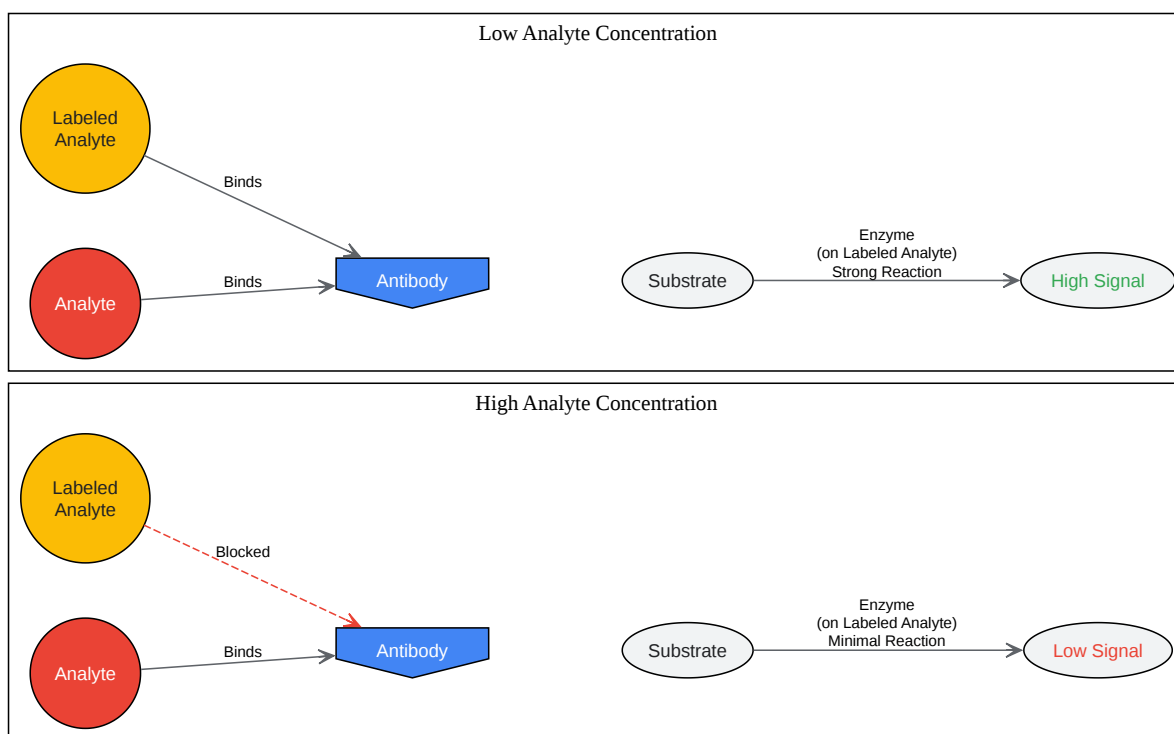 Low Analyte Concentration
Labeled
Analyte
Binds
Analyte
Binds
Antibody
Substrate
Enzyme
(on Labeled Analyte)
Strong Reaction
High Signal
High Analyte Concentration
Labeled
Analyte
Blocked
Analyte
Binds
Antibody
Substrate
Enzyme
(on Labeled Analyte)
Minimal Reaction
Low Signal